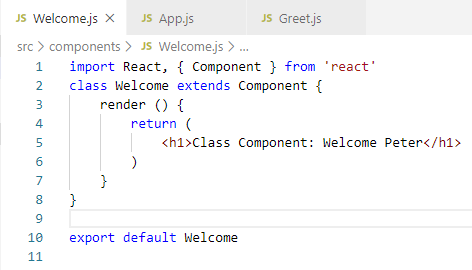 JS Welcome.js × JS App.js JS Greet.js
src > components > JS Welcome.js > ...
1 import React, { Component } from 'react'
2 class Welcome extends Component {
3 render () {
4 return (
5 <h1>Class Component: Welcome Peter</h1>
6 )
7 }
8 }
9
10 export default Welcome
11